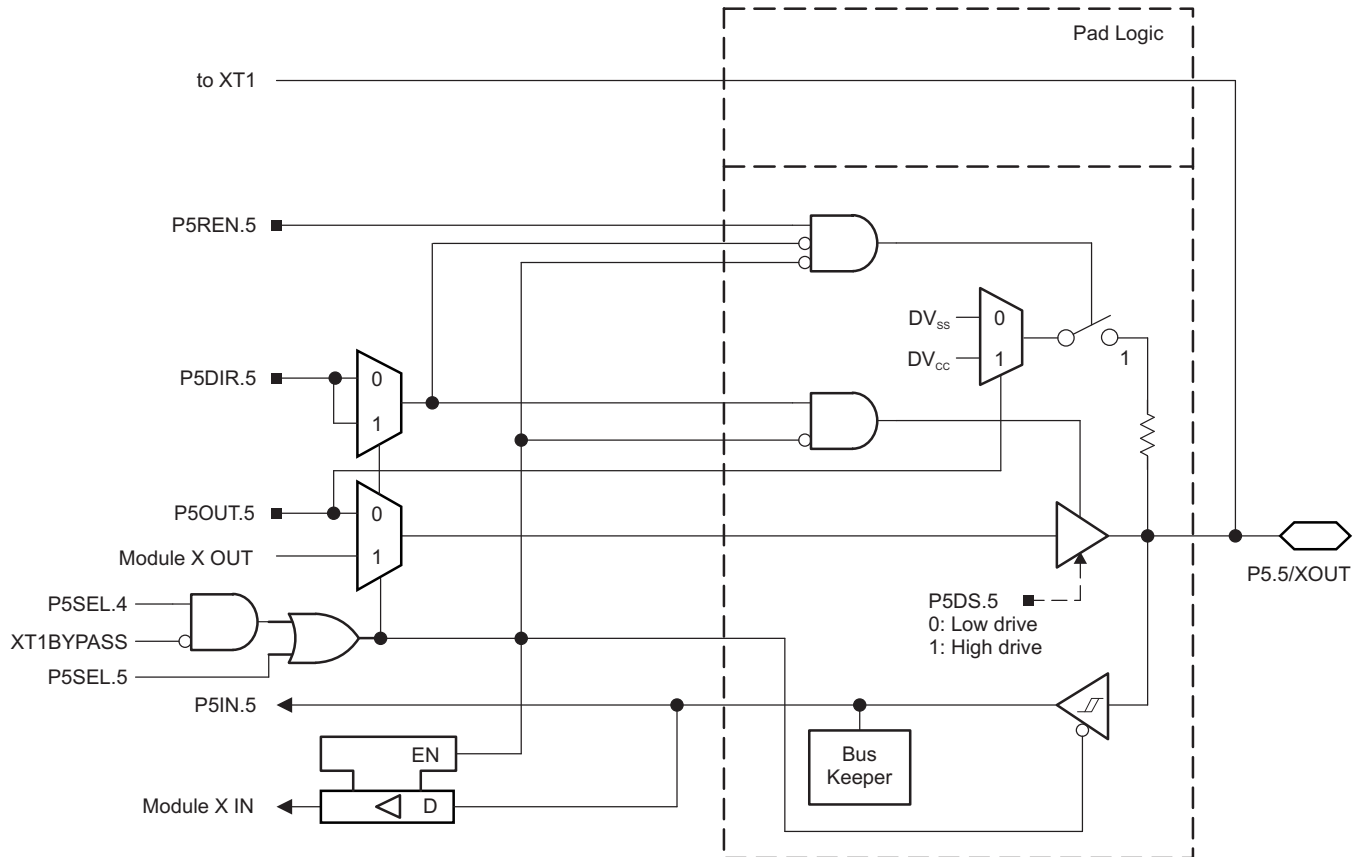 Pad Logic
to XT1
P5REN.5
DVSS
0
DVCC
1
1
P5DIR.5
0
1
P5OUT.5
0
Module X OUT
1
P5.5/XOUT
P5SEL.4
P5DS.5
0: Low drive
1: High drive
XT1BYPASS
P5SEL.5
P5IN.5
EN
Bus
Keeper
Module X IN
D